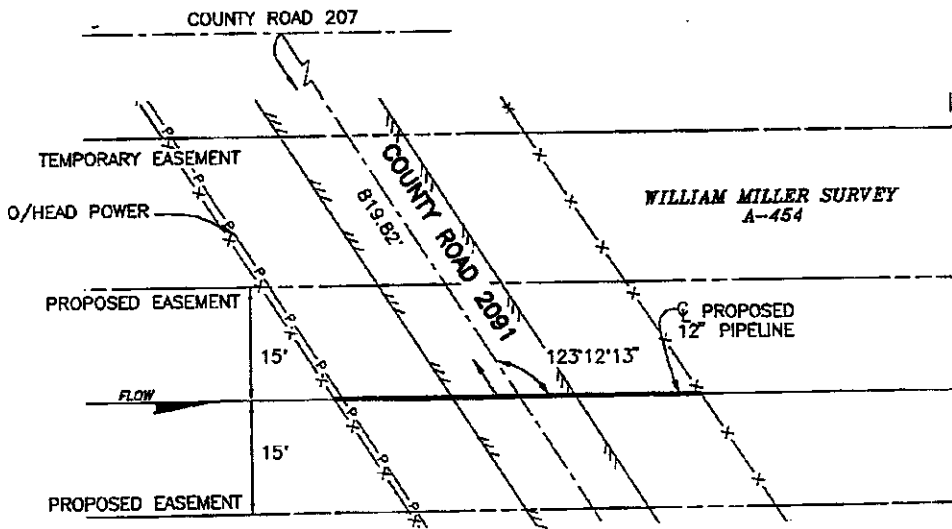 COUNTY ROAD 207
TEMPORARY EASEMENT
O/HEAD POWER
819.82'
COUNTY ROAD 2091
WILLIAM MILLER SURVEY
A-454
PROPOSED EASEMENT
℄ PROPOSED
12" PIPELINE
15'
123°12'13"
FLOW
15'
PROPOSED EASEMENT